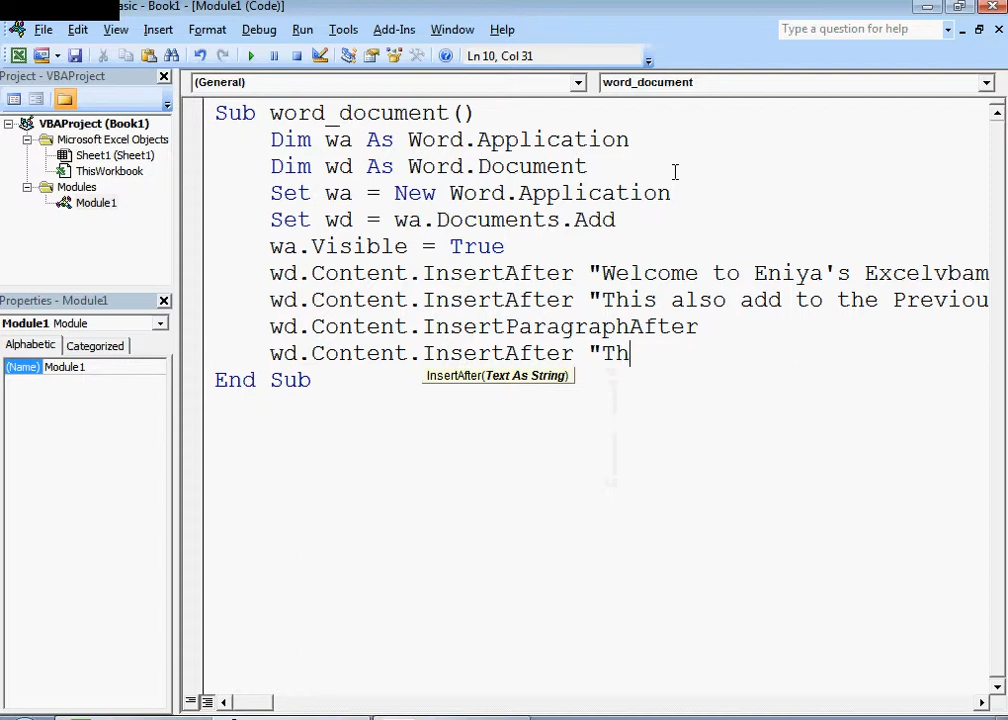 asic - Book1 - [Module1 (Code)]
File Edit View Insert Format Debug Run Tools Add-Ins Window Help
Type a question for help
Ln 10, Col 31
Project - VBAProject
VBAProject (Book1)
Microsoft Excel Objects
Sheet1 (Sheet1)
ThisWorkbook
Modules
Module1
Properties - Module1
Module1 Module
Alphabetic Categorized
(Name) Module1
(General) word_document
Sub word_document()
Dim wa As Word.Application
Dim wd As Word.Document
Set wa = New Word.Application
Set wd = wa.Documents.Add
wa.Visible = True
wd.Content.InsertAfter "Welcome to Eniya's Excelvbam
wd.Content.InsertAfter "This also add to the Previou
wd.Content.InsertParagraphAfter
wd.Content.InsertAfter "Th
InsertAfter(Text As String)
End Sub